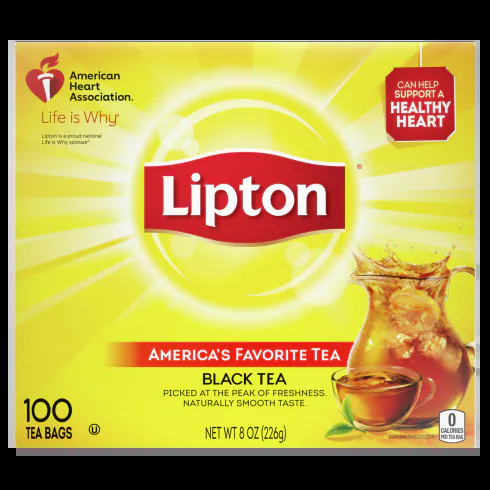 American
Heart
Association®
Life is Why®
Lipton is a proud national
Life is Why sponsor®
CAN HELP
SUPPORT A
HEALTHY
HEART
Lipton®
AMERICA'S FAVORITE TEA
BLACK TEA
PICKED AT THE PEAK OF FRESHNESS.
NATURALLY SMOOTH TASTE.
100
TEA BAGS
U
NET WT 8 OZ (226g)
0
CALORIES
PER TEA BAG